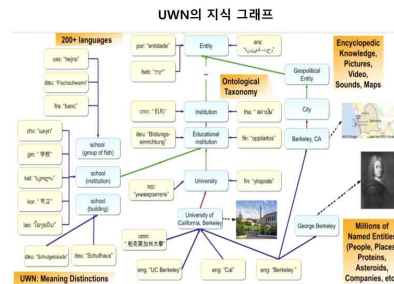 UWN의 지식 그래프
200+ languages
ces: "hejno"
deu: "Fischschwarm"
fra: "banc"
school
(group of fish)
jpn: "学校"
kor: "학교"
school
(institution)
school
(building)
deu: "Schulgebäude"
deu: "Schulhaus"
UWN: Meaning Distinctions
por: "entidade"
Entity
Ontological
Taxonomy
Institution
deu: "Bildungs-
einrichtung"
Educational
institution
fin: "oppilaitos"
University
fin: "yliopisto"
University of
California, Berkeley
eng: "UC Berkeley"
eng: "Cal"
eng: "Berkeley"
Geopolitical
Entity
City
Berkeley, CA
George Berkeley
Encyclopedic
Knowledge,
Pictures,
Video,
Sounds, Maps
Millions of
Named Entities
(People, Places
Proteins,
Asteroids,
Companies, etc.